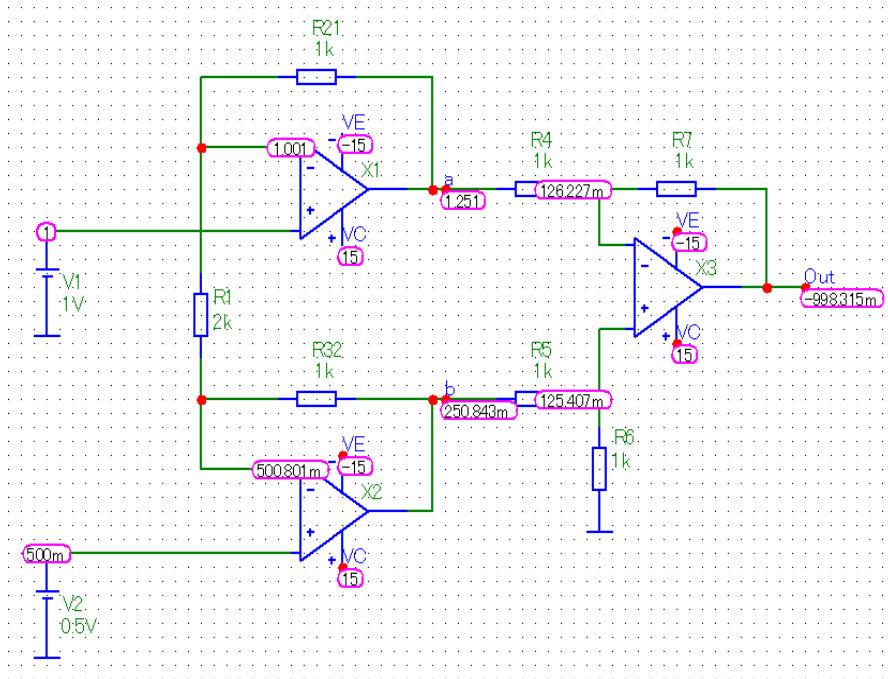 R21
1k
VE
-15
1.001
X1
a
1.251
VC
15
R4
1k
126.227m
R7
1k
VE
-15
X3
Out
-998.315m
VC
15
1
V1
1V
R1
2k
R32
1k
b
250.843m
R5
1k
125.407m
R6
1k
VE
-15
500.801m
X2
VC
15
500m
V2
0.5V